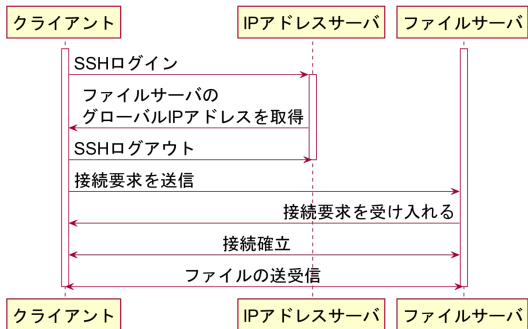 クライアント
IPアドレスサーバ
ファイルサーバ
SSHログイン
ファイルサーバの
グローバルIPアドレスを取得
SSHログアウト
接続要求を送信
接続要求を受け入れる
接続確立
ファイルの送受信
クライアント
IPアドレスサーバ
ファイルサーバ